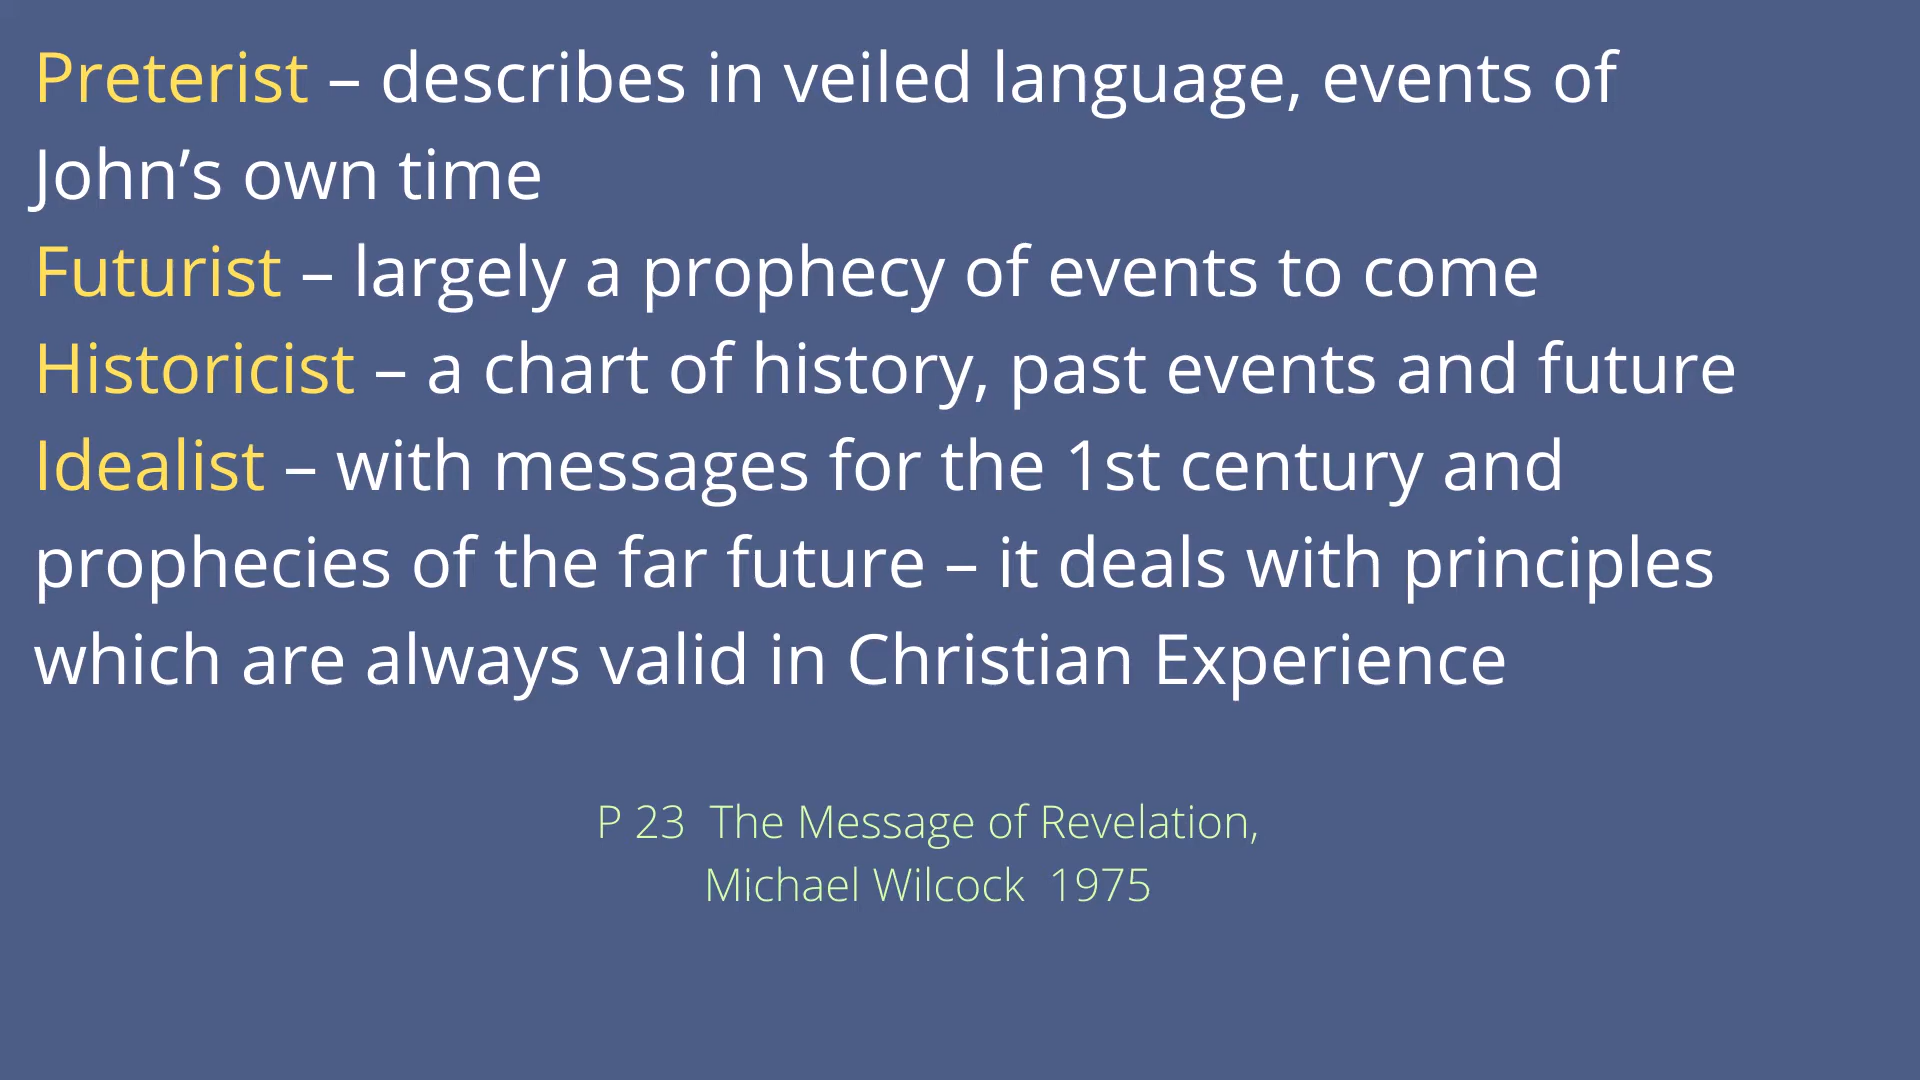 Preterist – describes in veiled language, events of
John’s own time
Futurist – largely a prophecy of events to come
Historicist – a chart of history, past events and future
Idealist – with messages for the 1st century and
prophecies of the far future – it deals with principles
which are always valid in Christian Experience
P 23  The Message of Revelation,
Michael Wilcock  1975